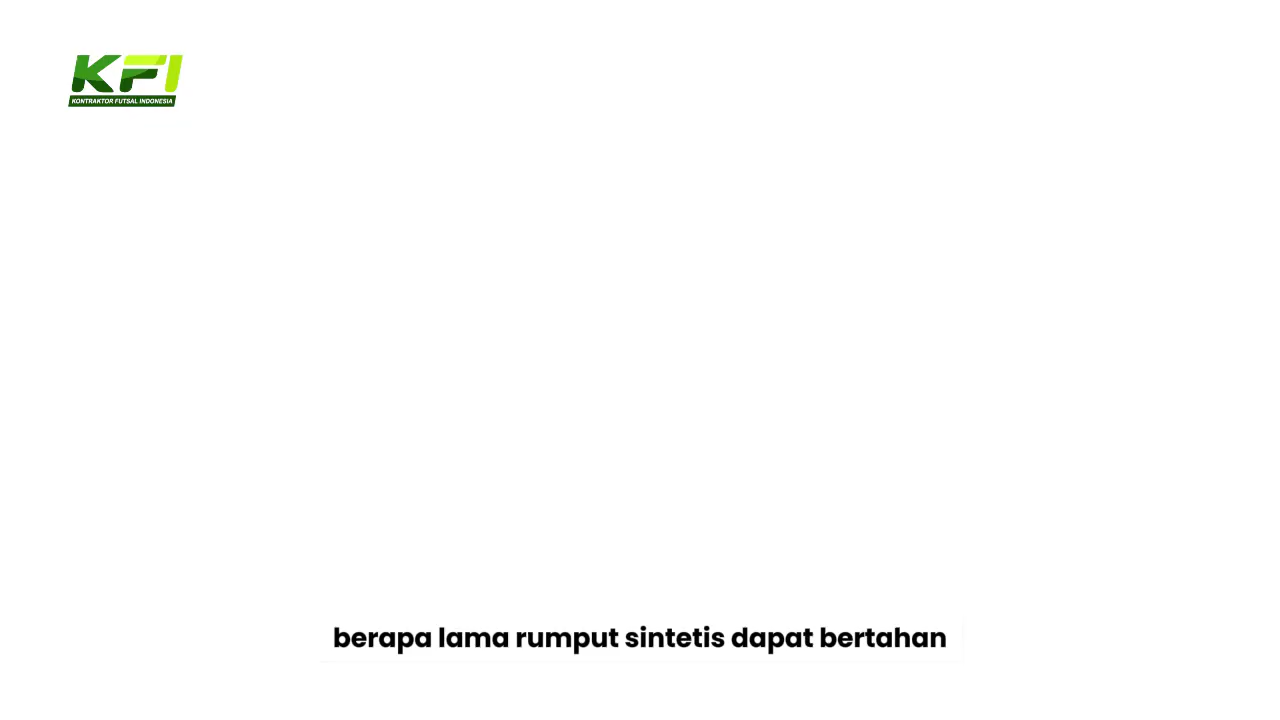 KFI
KONTRAKTOR FUTSAL INDONESIA
berapa lama rumput sintetis dapat bertahan